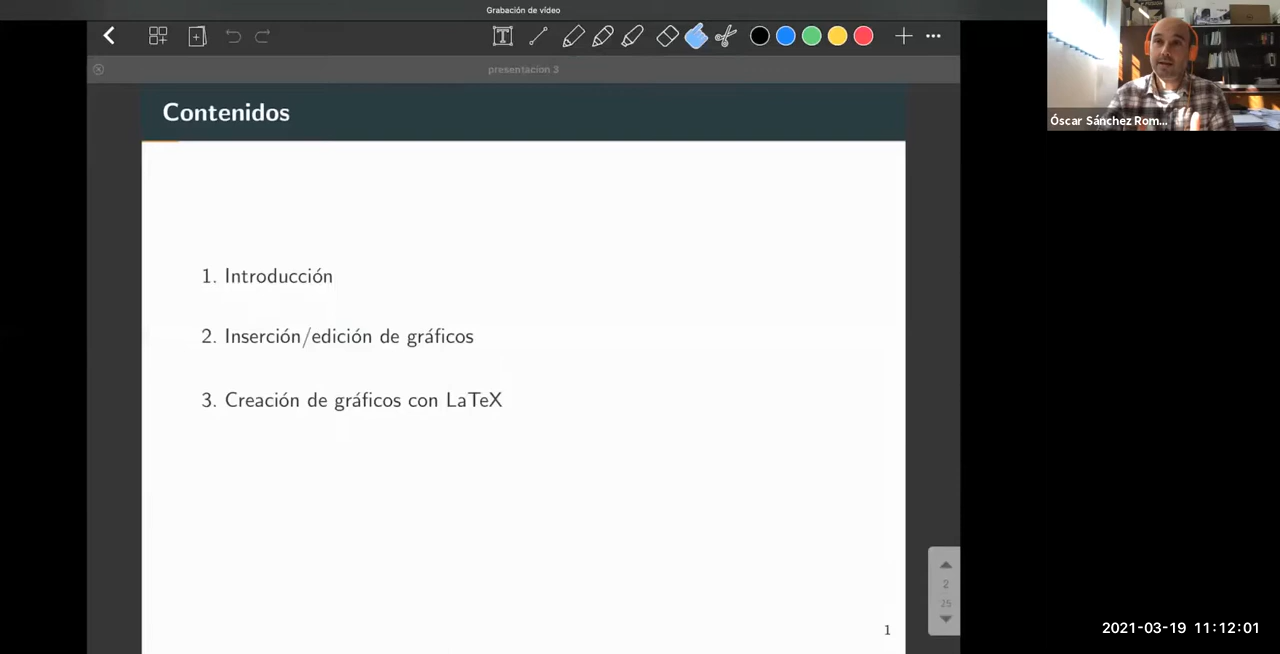 Grabación de vídeo
presentacion 3
Óscar Sánchez Rom...
Contenidos
1. Introducción
2. Inserción/edición de gráficos
3. Creación de gráficos con LaTeX
2
25
1
2021-03-19 11:12:01